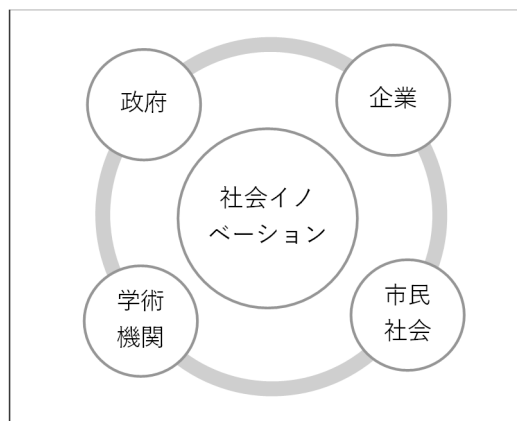 政府
企業
社会イノ
ベーション
学術
機関
市民
社会